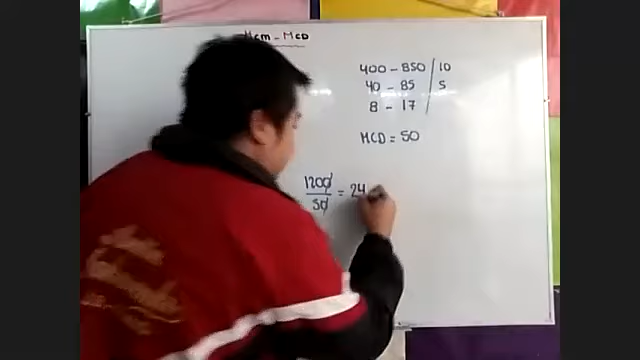 MCM - MCD
400 - 850 | 10
40 - 85 | 5
8 - 17
MCD = 50
1200
50
= 24